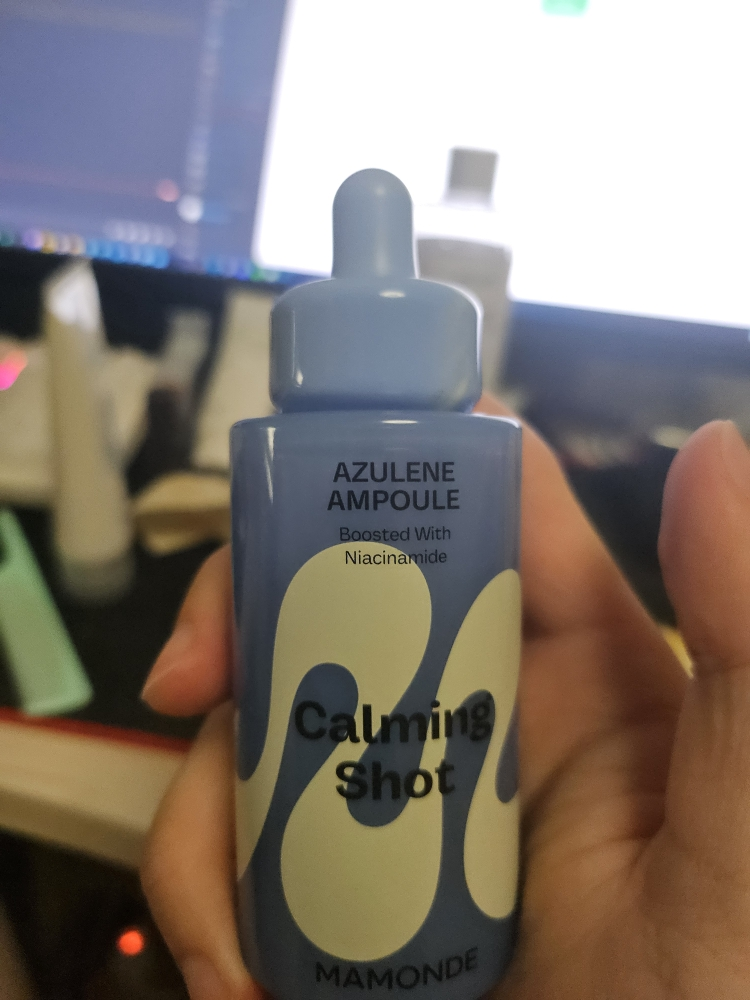 AZULENE
AMPOULE
Boosted With
Niacinamide
Calming
Shot
MAMONDE